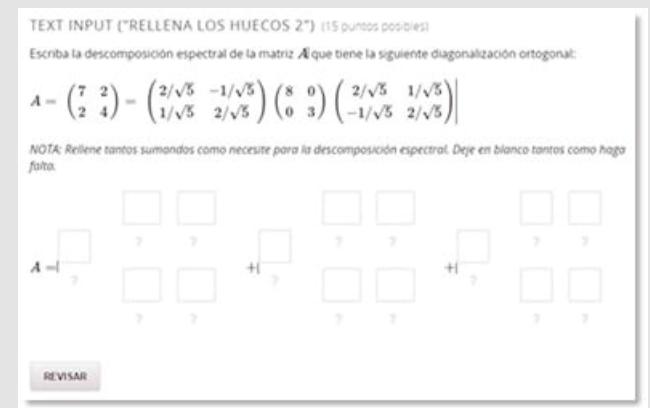 TEXT INPUT ("RELLENA LOS HUECOS 2") (15 puntos posibles)
Escriba la descomposición espectral de la matriz A que tiene la siguiente diagonalización ortogonal:
A = ( 7 2 ; 2 4 ) = ( 2/√5 −1/√5 ; 1/√5 2/√5 ) ( 8 0 ; 0 3 ) ( 2/√5 1/√5 ; −1/√5 2/√5 )
NOTA: Rellene tantos sumandos como necesite para la descomposición espectral. Deje en blanco tantos como haga
falta.
? ? ? ? ? ?
A = + +
? ? ?
? ? ? ? ? ?
REVISAR